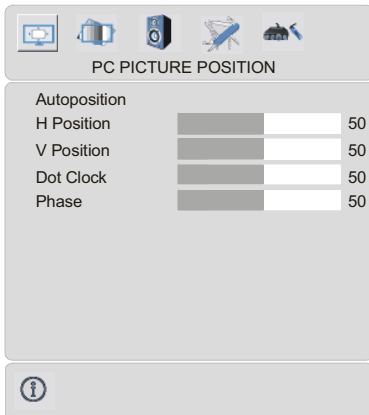 PC PICTURE POSITION
Autoposition
H Position 50
V Position 50
Dot Clock 50
Phase 50